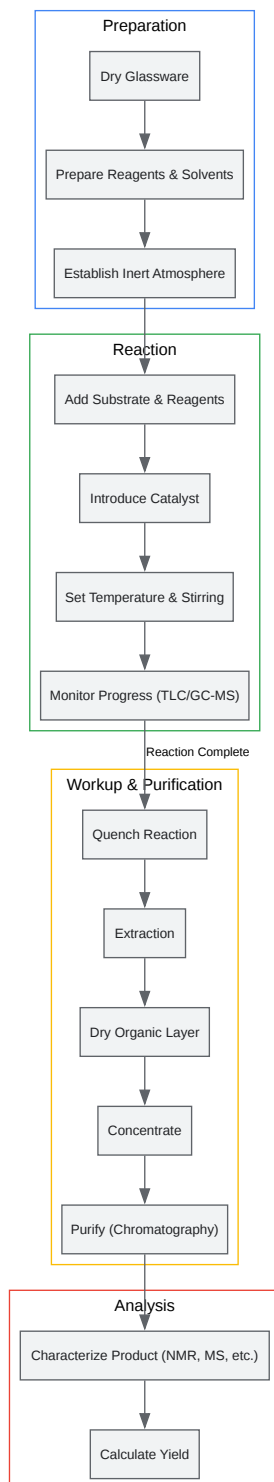 Preparation
Dry Glassware
Prepare Reagents & Solvents
Establish Inert Atmosphere
Reaction
Add Substrate & Reagents
Introduce Catalyst
Set Temperature & Stirring
Monitor Progress (TLC/GC-MS)
Reaction Complete
Workup & Purification
Quench Reaction
Extraction
Dry Organic Layer
Concentrate
Purify (Chromatography)
Analysis
Characterize Product (NMR, MS, etc.)
Calculate Yield